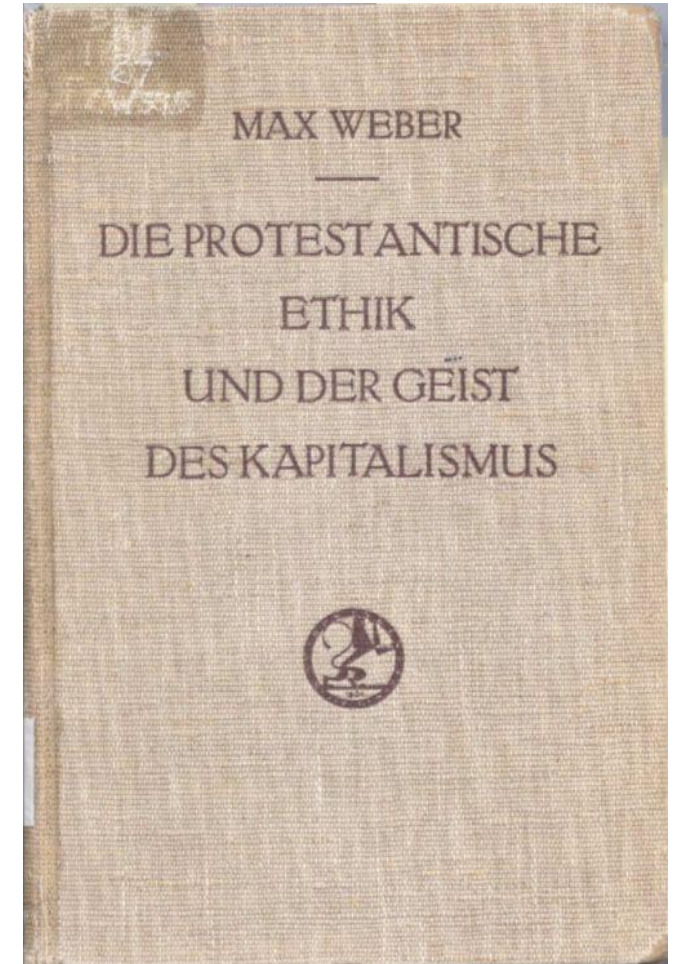 MAX WEBER
DIE PROTESTANTISCHE
ETHIK
UND DER GEIST
DES KAPITALISMUS